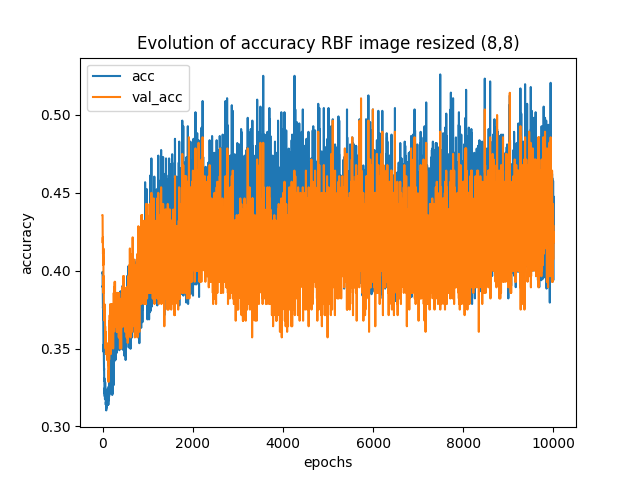 Evolution of accuracy RBF image resized (8,8)
acc
val_acc
0.50
0.45
0.40
0.35
0.30
accuracy
0
2000
4000
6000
8000
10000
epochs